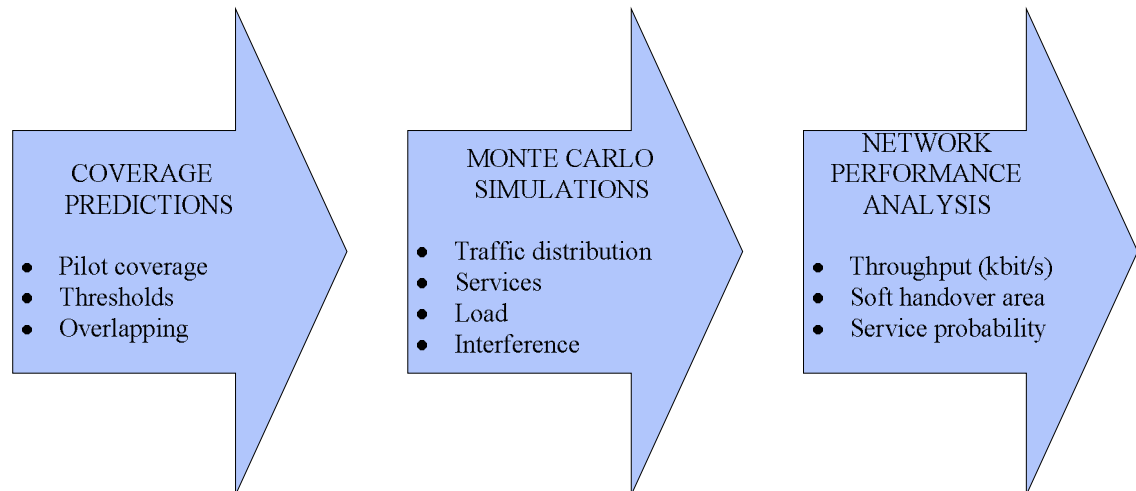 COVERAGE
PREDICTIONS
● Pilot coverage
● Thresholds
● Overlapping
MONTE CARLO
SIMULATIONS
● Traffic distribution
● Services
● Load
● Interference
NETWORK
PERFORMANCE
ANALYSIS
● Throughput (kbit/s)
● Soft handover area
● Service probability